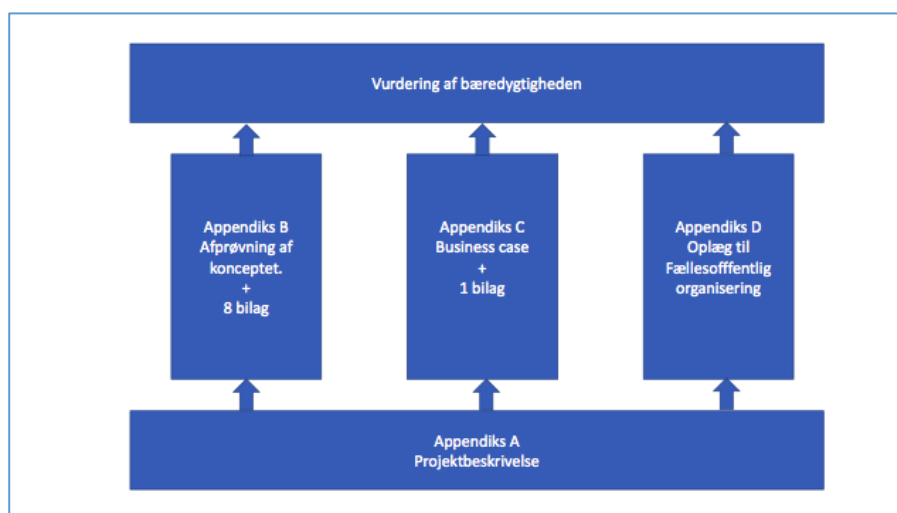 Vurdering af bæredygtigheden
Appendiks B
Afprøvning af
konceptet.
+
8 bilag
Appendiks C
Business case
+
1 bilag
Appendiks D
Oplæg til
Fællesofffentlig
organisering
Appendiks A
Projektbeskrivelse